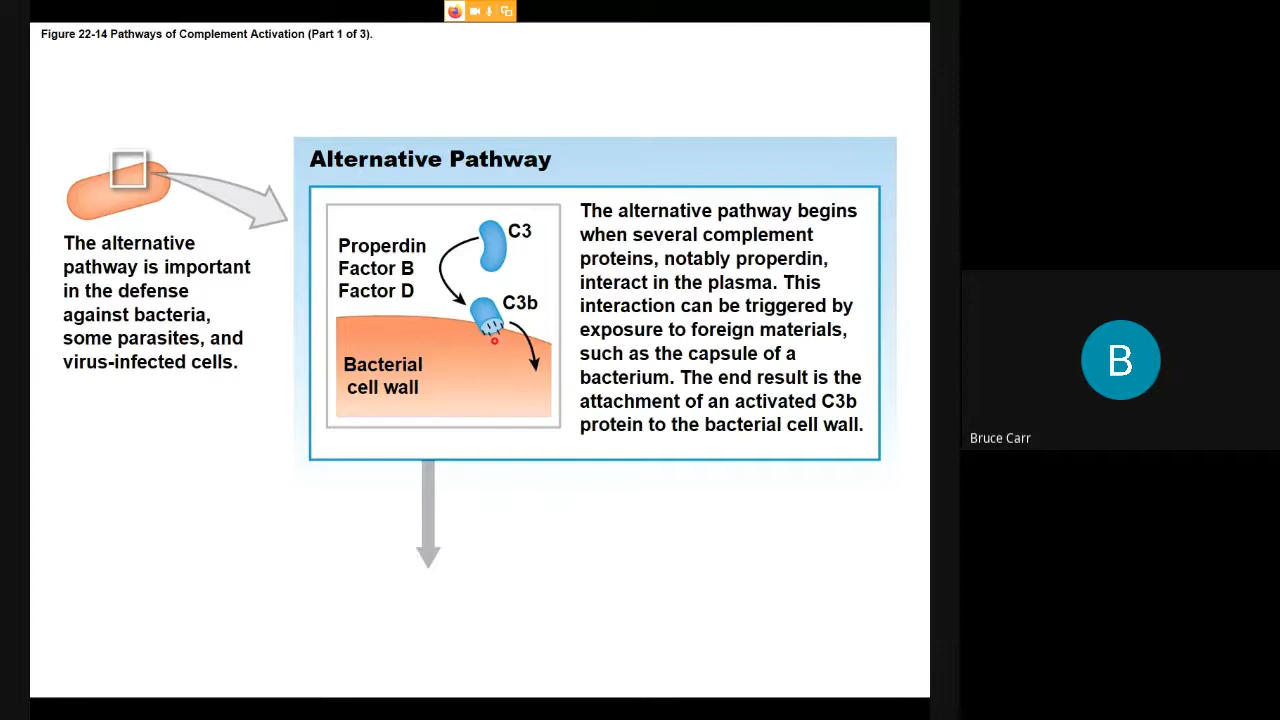 Figure 22-14 Pathways of Complement Activation (Part 1 of 3).
The alternative
pathway is important
in the defense
against bacteria,
some parasites, and
virus-infected cells.
Alternative Pathway
Properdin
Factor B
Factor D
C3
C3b
Bacterial
cell wall
The alternative pathway begins
when several complement
proteins, notably properdin,
interact in the plasma. This
interaction can be triggered by
exposure to foreign materials,
such as the capsule of a
bacterium. The end result is the
attachment of an activated C3b
protein to the bacterial cell wall.
B
Bruce Carr